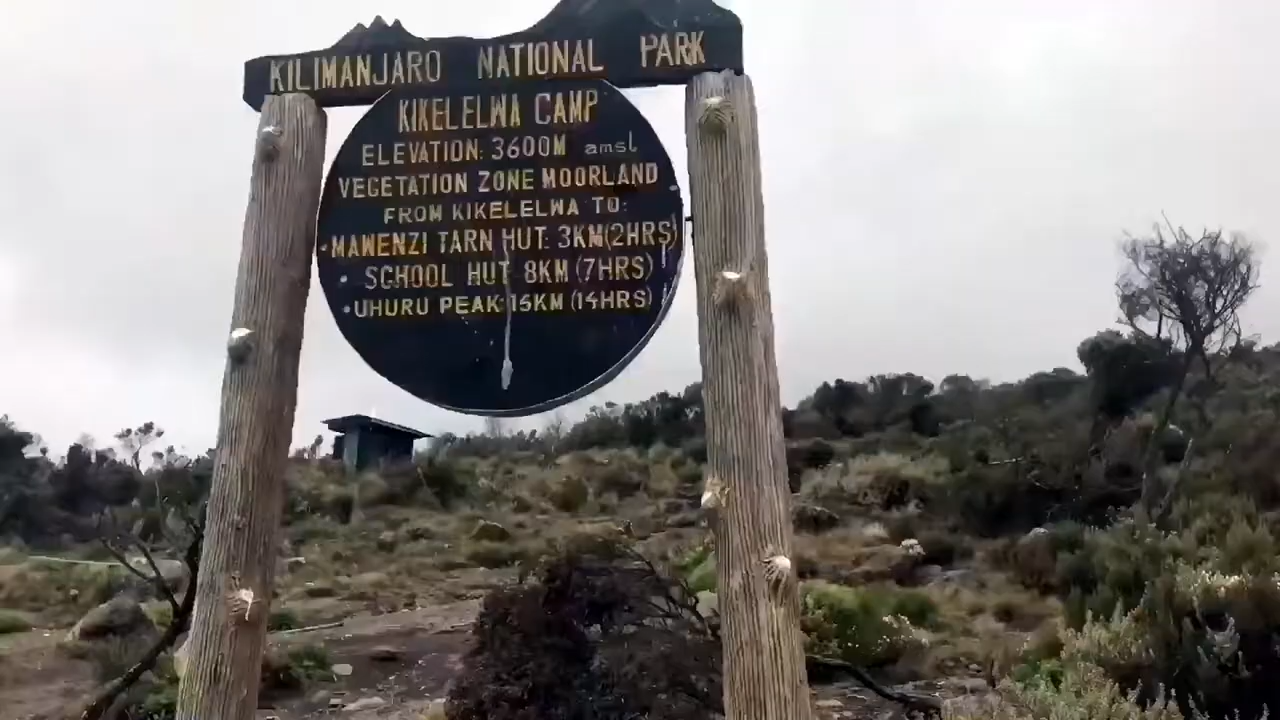 KILIMANJARO NATIONAL PARK
KIKELELWA CAMP
ELEVATION: 3600M amsl
VEGETATION ZONE MOORLAND
FROM KIKELELWA TO:
•MAWENZI TARN HUT: 3KM(2HRS)
• SCHOOL HUT 8KM (7HRS)
•UHURU PEAK: 15KM (14HRS)